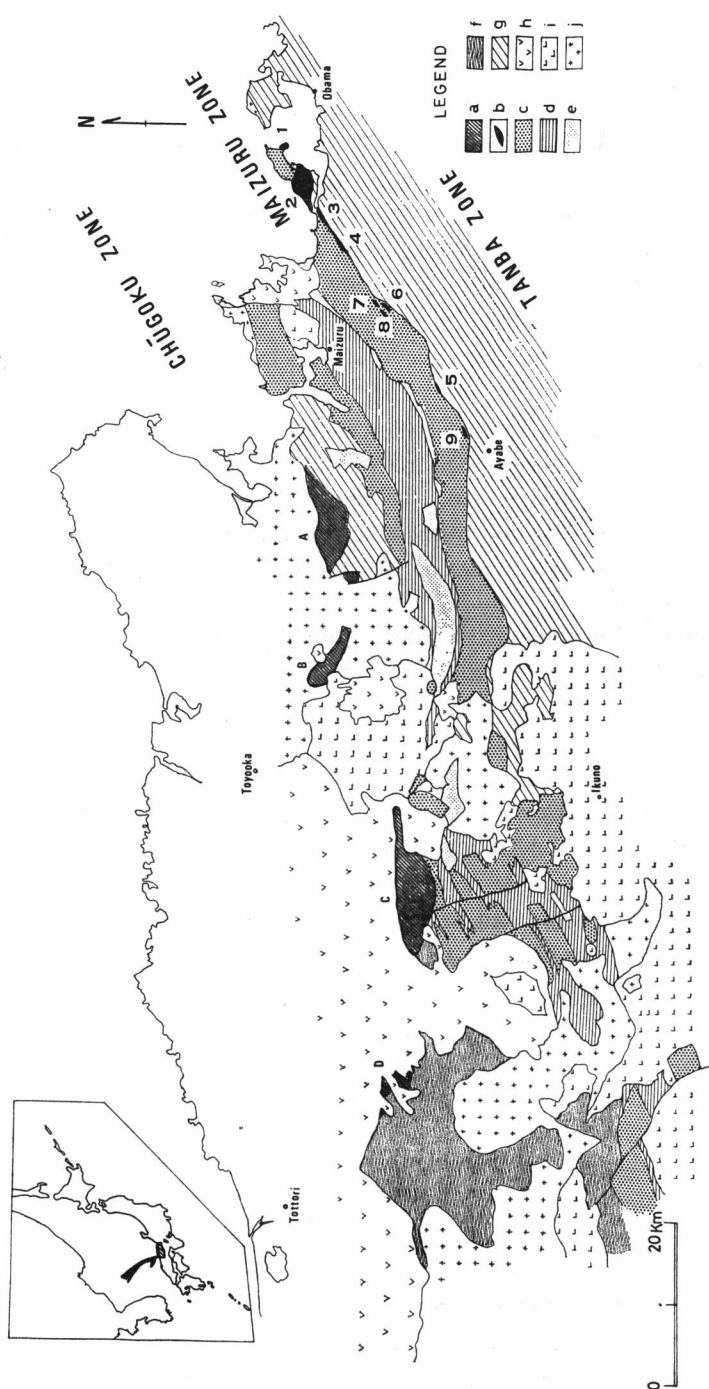 CHŪGOKU ZONE
MAIZURU ZONE
TANBA ZONE
N
Tottori
Toyooka
Maizuru
Obama
Ayabe
Ikuno
A
B
C
D
1
2
3
4
5
6
7
8
9
LEGEND
a
b
c
d
e
f
g
h
i
j
0 20 Km